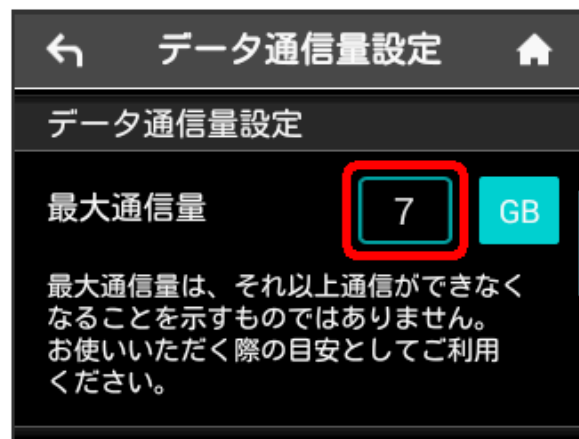 データ通信量設定
データ通信量設定
最大通信量 7 GB
最大通信量は、それ以上通信ができなく
なることを示すものではありません。
お使いいただく際の目安としてご利用
ください。